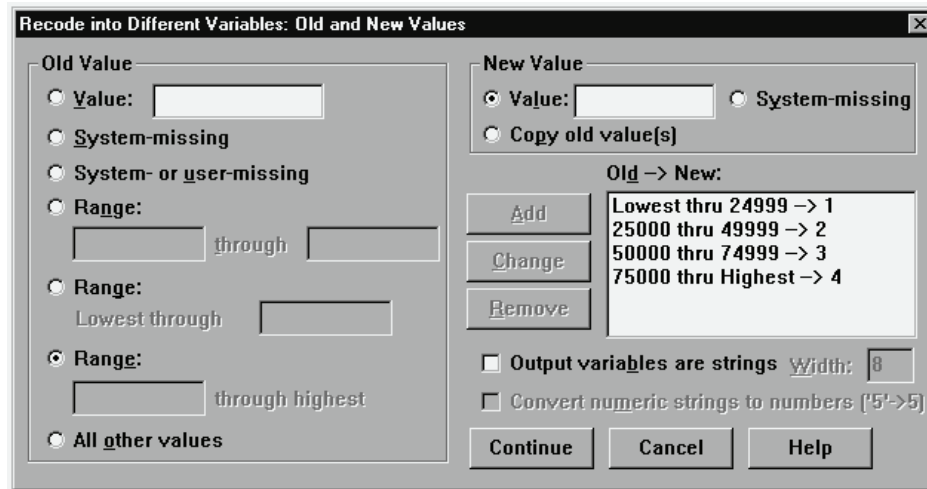 Recode into Different Variables: Old and New Values
Old Value
Value:
System-missing
System- or user-missing
Range:
through
Range:
Lowest through
Range:
through highest
All other values
New Value
Value:
System-missing
Copy old value(s)
Old –> New:
Add
Change
Remove
Lowest thru 24999 –> 1
25000 thru 49999 –> 2
50000 thru 74999 –> 3
75000 thru Highest –> 4
Output variables are strings Width: 8
Convert numeric strings to numbers ('5'->5)
Continue Cancel Help